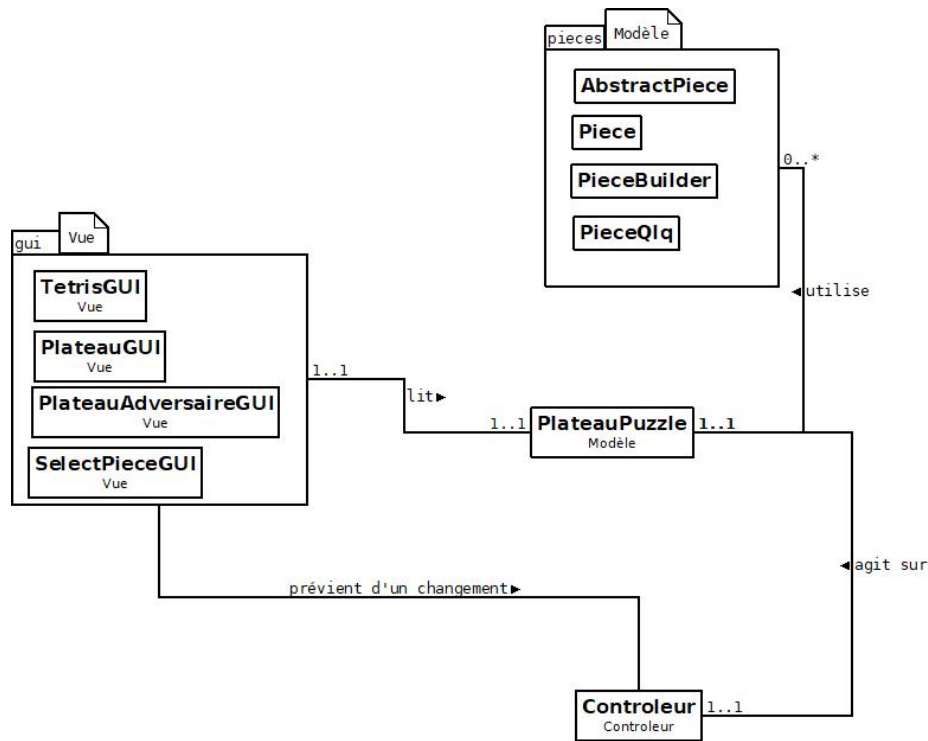 pieces
Modèle
AbstractPiece
Piece
0..*
PieceBuilder
PieceQlq
gui
Vue
TetrisGUI
Vue
◄utilise
PlateauGUI
Vue
1..1
lit►
PlateauAdversaireGUI
Vue
1..1
PlateauPuzzle
Modèle
1..1
SelectPieceGUI
Vue
◄agit sur
prévient d'un changement►
Controleur
Controleur
1..1